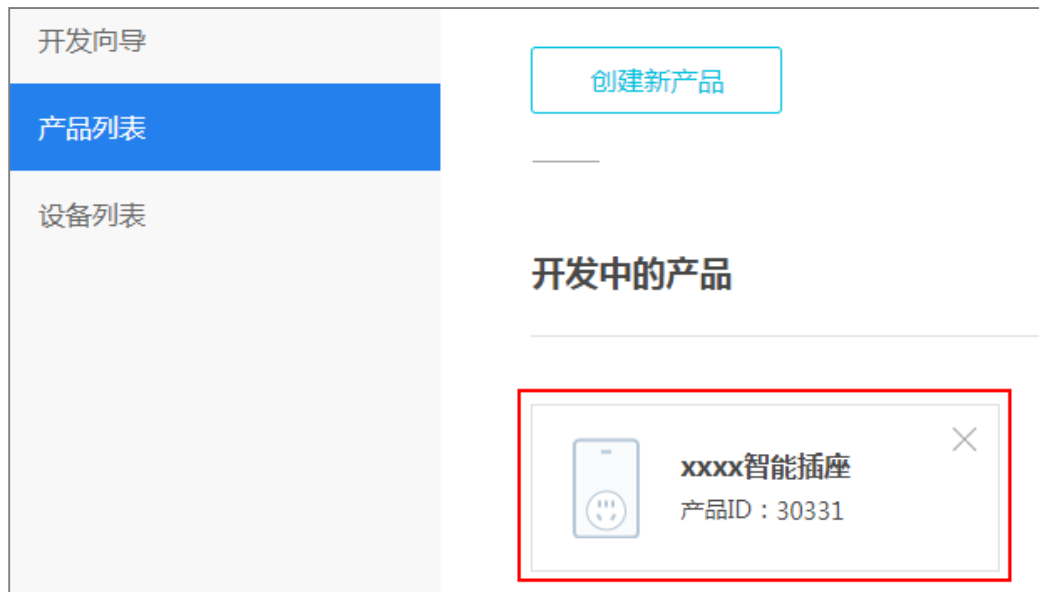 开发向导
产品列表
设备列表
创建新产品
开发中的产品
xxxx智能插座
产品ID：30331